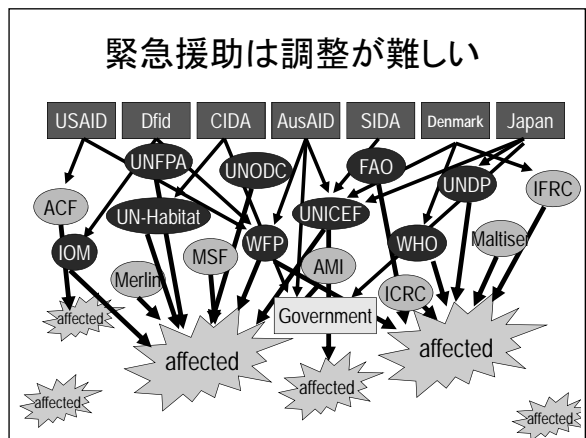 緊急援助は調整が難しい
USAID Dfid CIDA AusAID SIDA Denmark Japan
UNFPA UNODC FAO UNDP IFRC
ACF UN-Habitat UNICEF
IOM MSF WFP WHO Maltiser
Merlin AMI ICRC
affected Government
affected affected
affected
affected affected